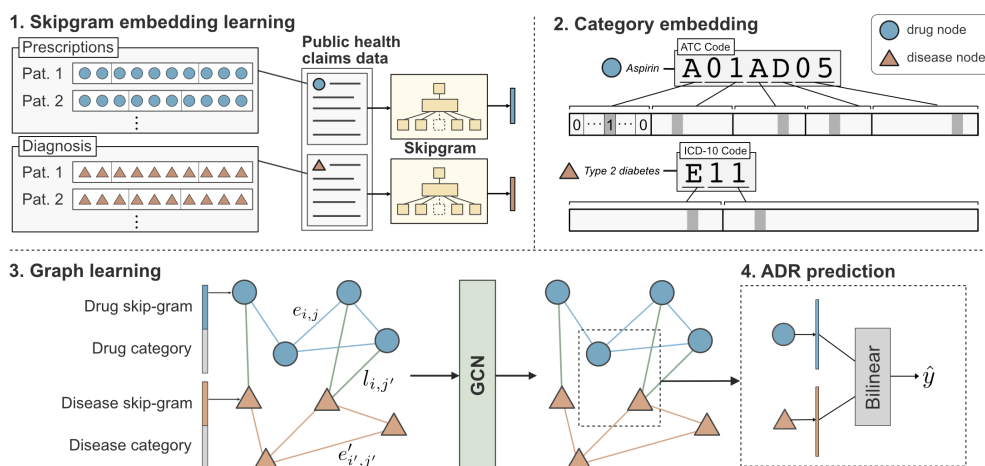 1. Skipgram embedding learning
Prescriptions
Pat. 1
Pat. 2
Diagnosis
Pat. 1
Pat. 2
Public health
claims data
Skipgram
2. Category embedding
ATC Code
Aspirin
A01AD05
0 ··· 1 ··· 0
ICD-10 Code
Type 2 diabetes
E11
drug node
disease node
3. Graph learning
Drug skip-gram
Drug category
Disease skip-gram
Disease category
e_{i,j}
l_{i,j'}
e'_{i',j'}
GCN
4. ADR prediction
Bilinear
ŷ